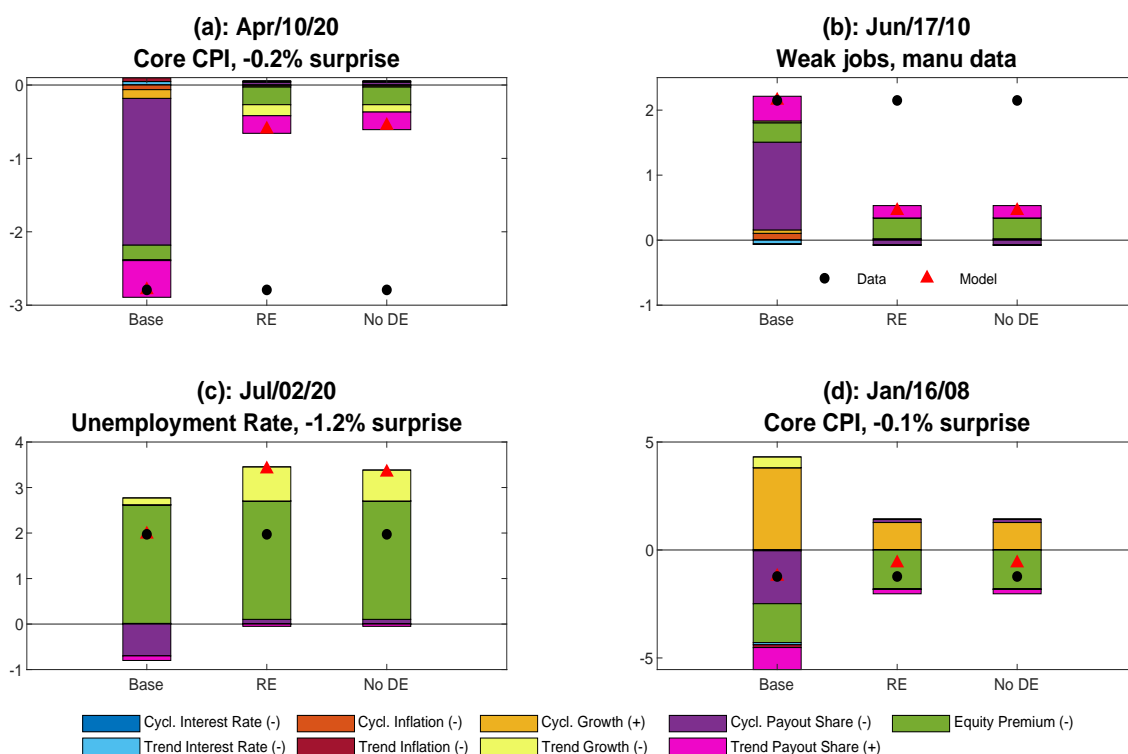 (a): Apr/10/20
Core CPI, -0.2% surprise
0
-1
-2
-3
Base RE No DE
(b): Jun/17/10
Weak jobs, manu data
2
1
0
-1
Data Model
Base RE No DE
(c): Jul/02/20
Unemployment Rate, -1.2% surprise
4
3
2
1
0
-1
Base RE No DE
(d): Jan/16/08
Core CPI, -0.1% surprise
5
0
-5
Base RE No DE
Cycl. Interest Rate (-) Cycl. Inflation (-) Cycl. Growth (+) Cycl. Payout Share (-) Equity Premium (-)
Trend Interest Rate (-) Trend Inflation (-) Trend Growth (-) Trend Payout Share (+)